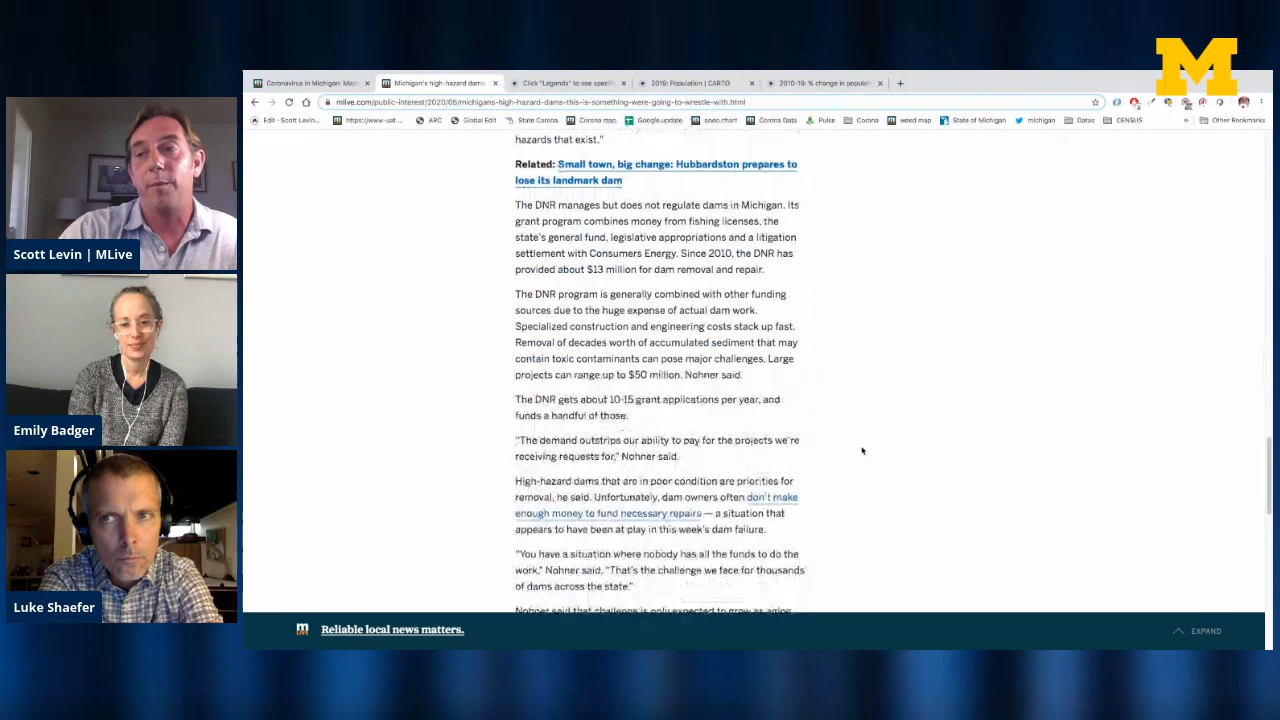 M
Coronavirus in Michigan: Maps
Michigan's high-hazard dams:
Click "Legends" to see specifi
2019: Population | CARTO
2010-19: % change in populati
mlive.com/public-interest/2020/05/michigans-high-hazard-dams-this-is-something-were-going-to-wrestle-with.html
Edit - Scott Levin... https://www-uat... ARC Global Edit State Corona Corona map Google update open chart Corona Data Pulse Corona weed map State of Michigan michigan Datas CENSUS » Other Bookmarks
hazards that exist."
Related: Small town, big change: Hubbardston prepares to
lose its landmark dam
The DNR manages but does not regulate dams in Michigan. Its
grant program combines money from fishing licenses, the
state's general fund, legislative appropriations and a litigation
settlement with Consumers Energy. Since 2010, the DNR has
provided about $13 million for dam removal and repair.
The DNR program is generally combined with other funding
sources due to the huge expense of actual dam work.
Specialized construction and engineering costs stack up fast.
Removal of decades worth of accumulated sediment that may
contain toxic contaminants can pose major challenges. Large
projects can range up to $50 million, Nohner said.
The DNR gets about 10-15 grant applications per year, and
funds a handful of those.
"The demand outstrips our ability to pay for the projects we're
receiving requests for," Nohner said.
High-hazard dams that are in poor condition are priorities for
removal, he said. Unfortunately, dam owners often don't make
enough money to fund necessary repairs — a situation that
appears to have been at play in this week's dam failure.
"You have a situation where nobody has all the funds to do the
work," Nohner said. "That's the challenge we face for thousands
of dams across the state."
Nohner said that challenge is only expected to grow as aging
m
LIVE
Reliable local news matters.
EXPAND
Scott Levin | MLive
Emily Badger
Luke Shaefer